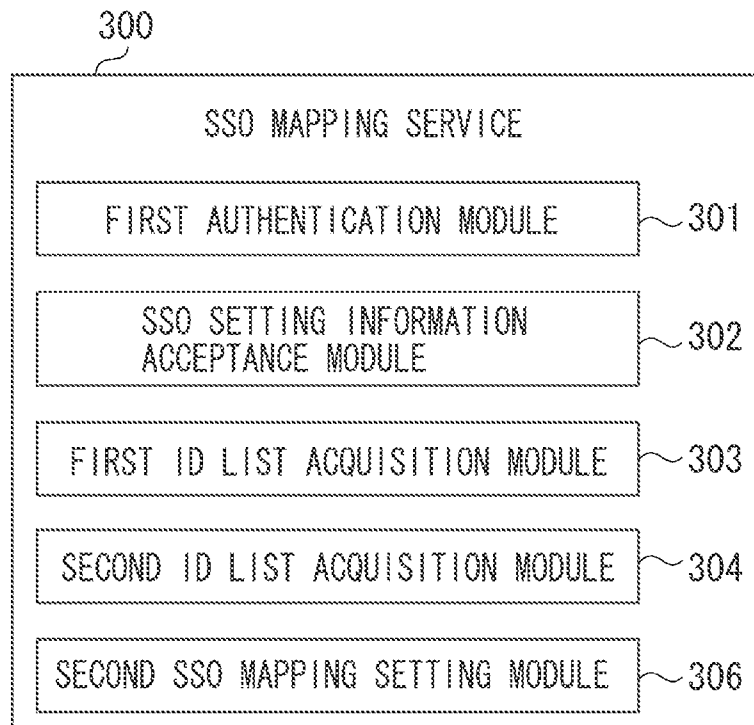 300
SSO MAPPING SERVICE
FIRST AUTHENTICATION MODULE
301
SSO SETTING INFORMATION
ACCEPTANCE MODULE
302
FIRST ID LIST ACQUISITION MODULE
303
SECOND ID LIST ACQUISITION MODULE
304
SECOND SSO MAPPING SETTING MODULE
306